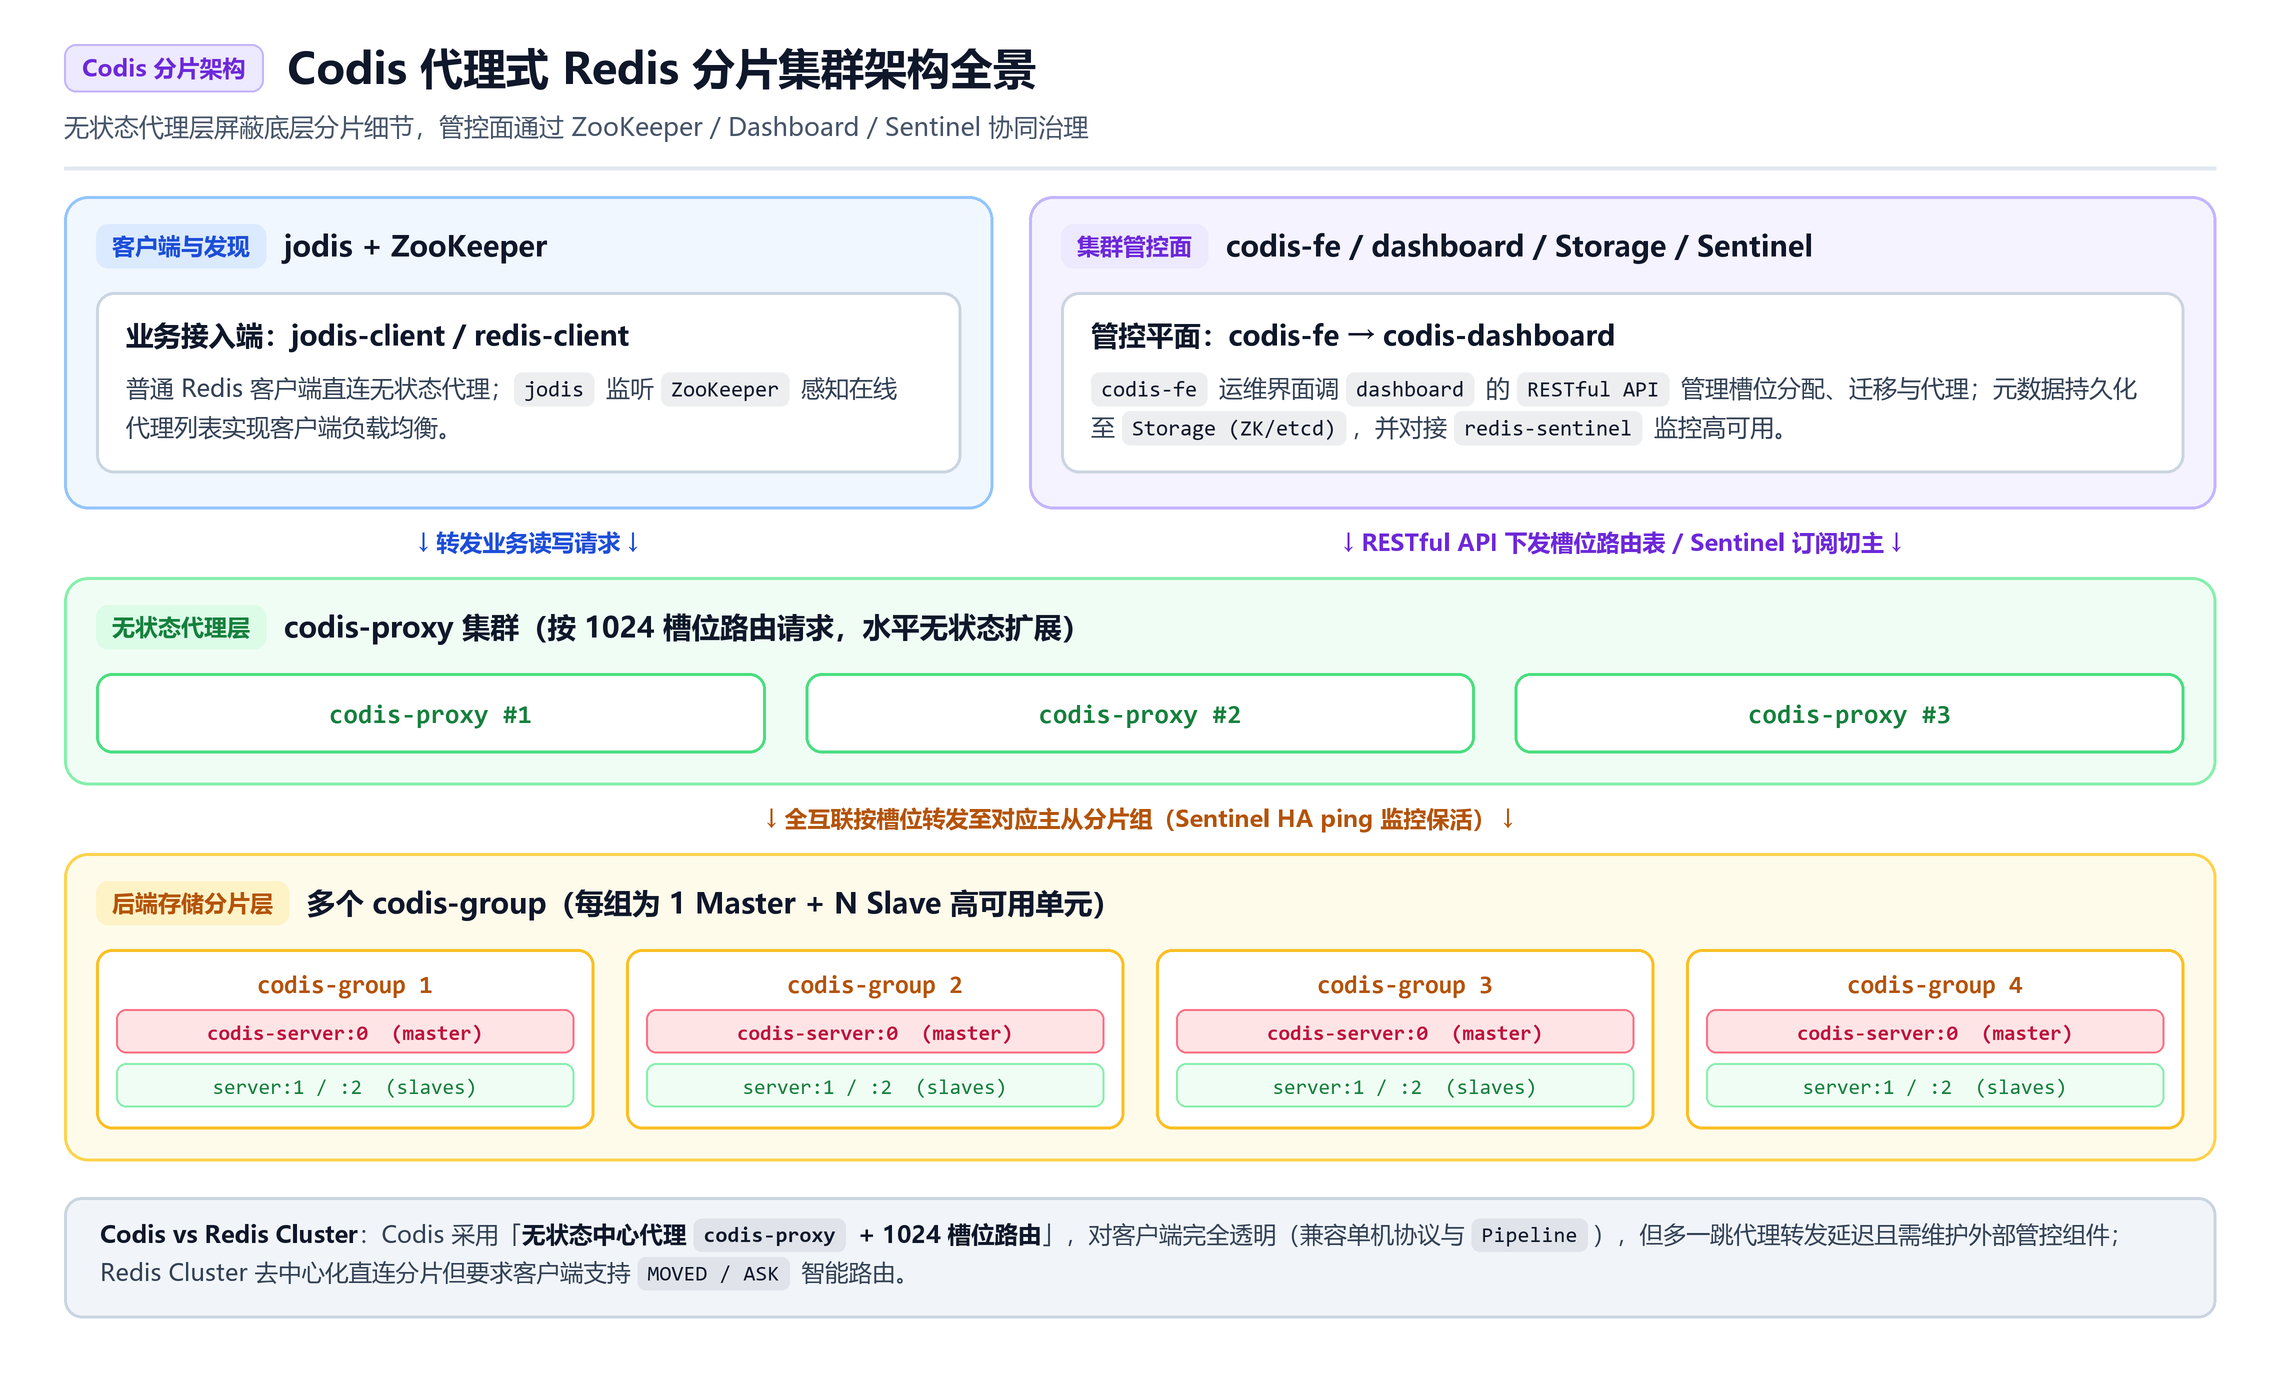 Codis 分片架构
Codis 代理式 Redis 分片集群架构全景
无状态代理层屏蔽底层分片细节，管控面通过 ZooKeeper / Dashboard / Sentinel 协同治理
客户端与发现
jodis + ZooKeeper
业务接入端：jodis-client / redis-client
普通 Redis 客户端直连无状态代理；jodis 监听 ZooKeeper 感知在线
代理列表实现客户端负载均衡。
集群管控面
codis-fe / dashboard / Storage / Sentinel
管控平面：codis-fe → codis-dashboard
codis-fe 运维界面调 dashboard 的 RESTful API 管理槽位分配、迁移与代理；元数据持久化
至 Storage (ZK/etcd)，并对接 redis-sentinel 监控高可用。
↓ 转发业务读写请求 ↓
↓ RESTful API 下发槽位路由表 / Sentinel 订阅切主 ↓
无状态代理层
codis-proxy 集群（按 1024 槽位路由请求，水平无状态扩展）
codis-proxy #1
codis-proxy #2
codis-proxy #3
↓ 全互联按槽位转发至对应主从分片组（Sentinel HA ping 监控保活） ↓
后端存储分片层
多个 codis-group（每组为 1 Master + N Slave 高可用单元）
codis-group 1
codis-server:0 (master)
server:1 / :2 (slaves)
codis-group 2
codis-server:0 (master)
server:1 / :2 (slaves)
codis-group 3
codis-server:0 (master)
server:1 / :2 (slaves)
codis-group 4
codis-server:0 (master)
server:1 / :2 (slaves)
Codis vs Redis Cluster：Codis 采用「无状态中心代理 codis-proxy + 1024 槽位路由」，对客户端完全透明（兼容单机协议与 Pipeline），但多一跳代理转发延迟且需维护外部管控组件；
Redis Cluster 去中心化直连分片但要求客户端支持 MOVED / ASK 智能路由。